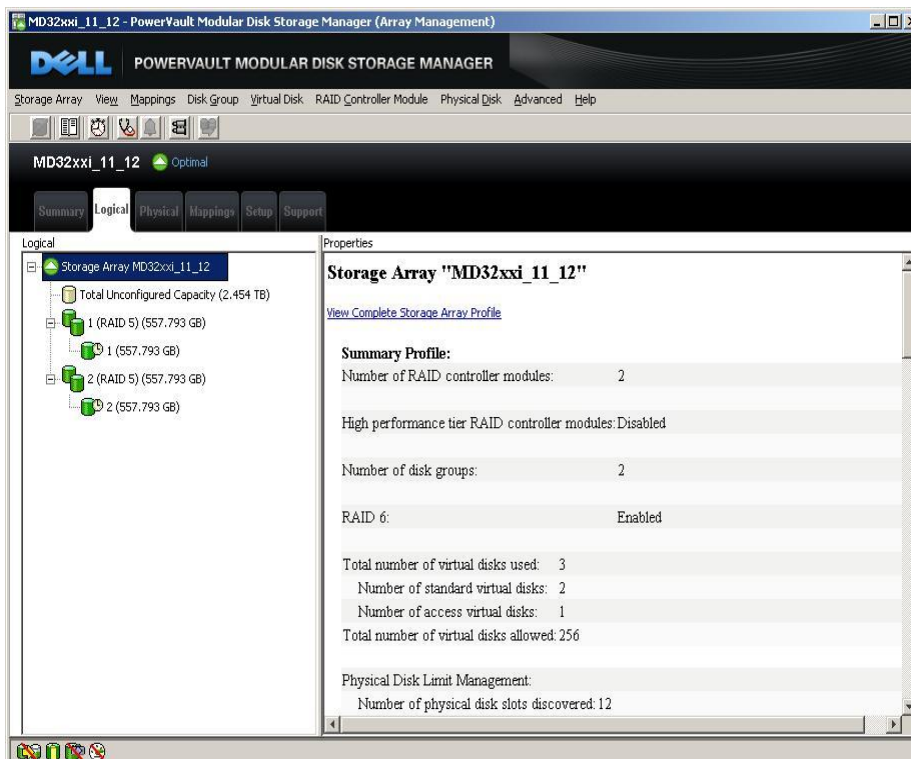 MD32xxi_11_12 - PowerVault Modular Disk Storage Manager (Array Management)
DELL
POWERVAULT MODULAR DISK STORAGE MANAGER
Storage Array View Mappings Disk Group Virtual Disk RAID Controller Module Physical Disk Advanced Help
MD32xxi_11_12 Optimal
Summary Logical Physical Mappings Setup Support
Logical
Storage Array MD32xxi_11_12
Total Unconfigured Capacity (2.454 TB)
1 (RAID 5) (557.793 GB)
1 (557.793 GB)
2 (RAID 5) (557.793 GB)
2 (557.793 GB)
Properties
Storage Array "MD32xxi_11_12"
View Complete Storage Array Profile
Summary Profile:
Number of RAID controller modules: 2
High performance tier RAID controller modules: Disabled
Number of disk groups: 2
RAID 6: Enabled
Total number of virtual disks used: 3
Number of standard virtual disks: 2
Number of access virtual disks: 1
Total number of virtual disks allowed: 256
Physical Disk Limit Management:
Number of physical disk slots discovered: 12